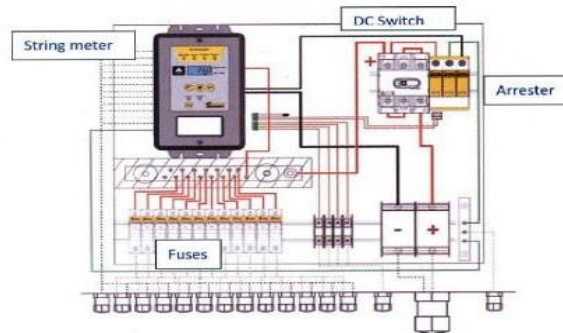 DC Switch
String meter
+
Arrester
-
+
Fuses